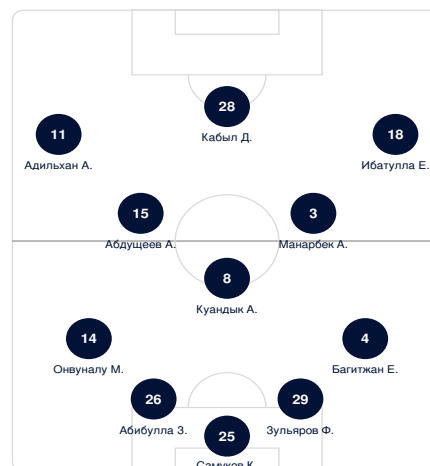 28
Кабыл Д.
11
18
Адильхан А.
Ибатулла Е.
15
3
Абдущеев А.
Манарбек А.
8
Куандык А.
14
4
Онвуналу М.
Багитжан Е.
26
29
Абибулла З.
Зульяров Ф.
25
Самуков К.